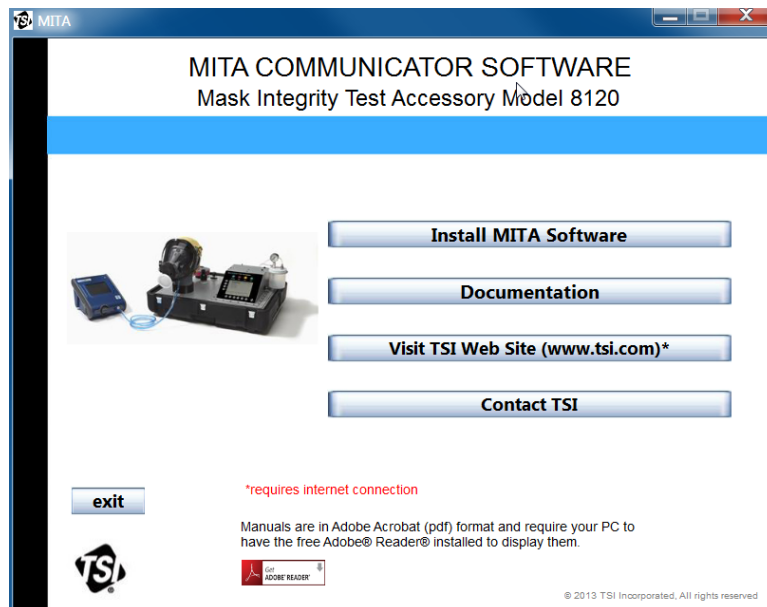 TSI MITA
MITA COMMUNICATOR SOFTWARE
Mask Integrity Test Accessory Model 8120
Install MITA Software
Documentation
Visit TSI Web Site (www.tsi.com)*
Contact TSI
exit
*requires internet connection
Manuals are in Adobe Acrobat (pdf) format and require your PC to
have the free Adobe® Reader® installed to display them.
TSI
Get
ADOBE® READER®
© 2013 TSI Incorporated, All rights reserved